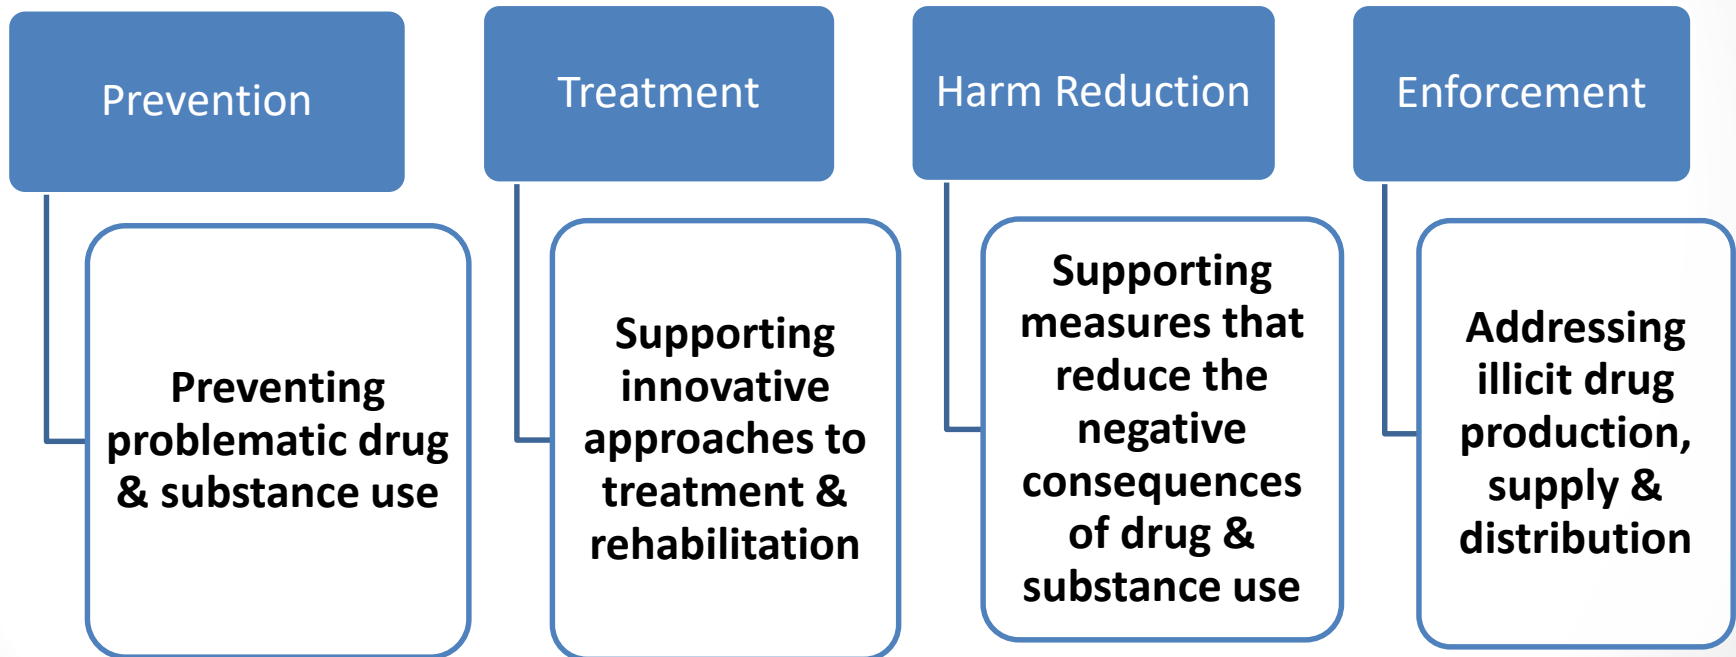 Prevention
Preventing
problematic drug
& substance use
Treatment
Supporting
innovative
approaches to
treatment &
rehabilitation
Harm Reduction
Supporting
measures that
reduce the
negative
consequences
of drug &
substance use
Enforcement
Addressing
illicit drug
production,
supply &
distribution